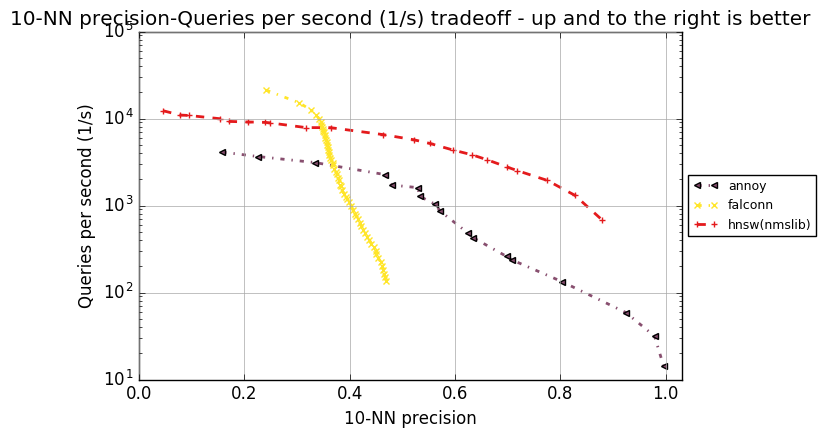 10-NN precision-Queries per second (1/s) tradeoff - up and to the right is better
10^5
10^4
10^3
10^2
10^1
Queries per second (1/s)
0.0 0.2 0.4 0.6 0.8 1.0
10-NN precision
annoy
falconn
hnsw(nmslib)